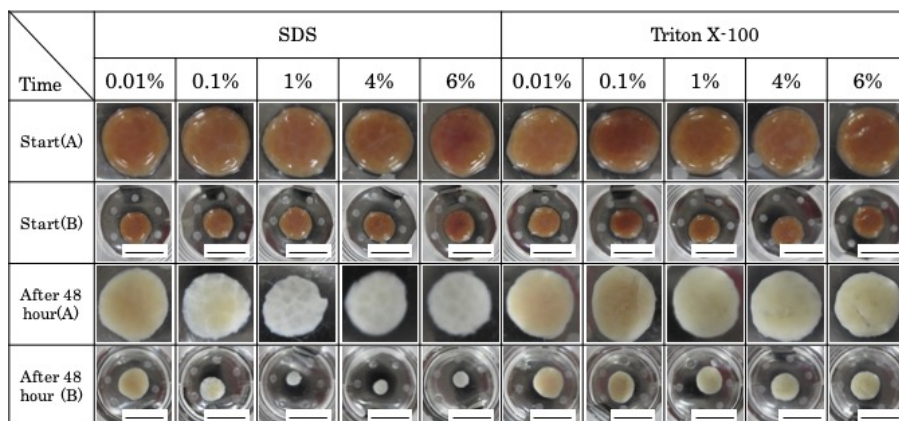 SDS Triton X-100
Time 0.01% 0.1% 1% 4% 6% 0.01% 0.1% 1% 4% 6%
Start(A)
Start(B)
After 48
hour(A)
After 48
hour (B)